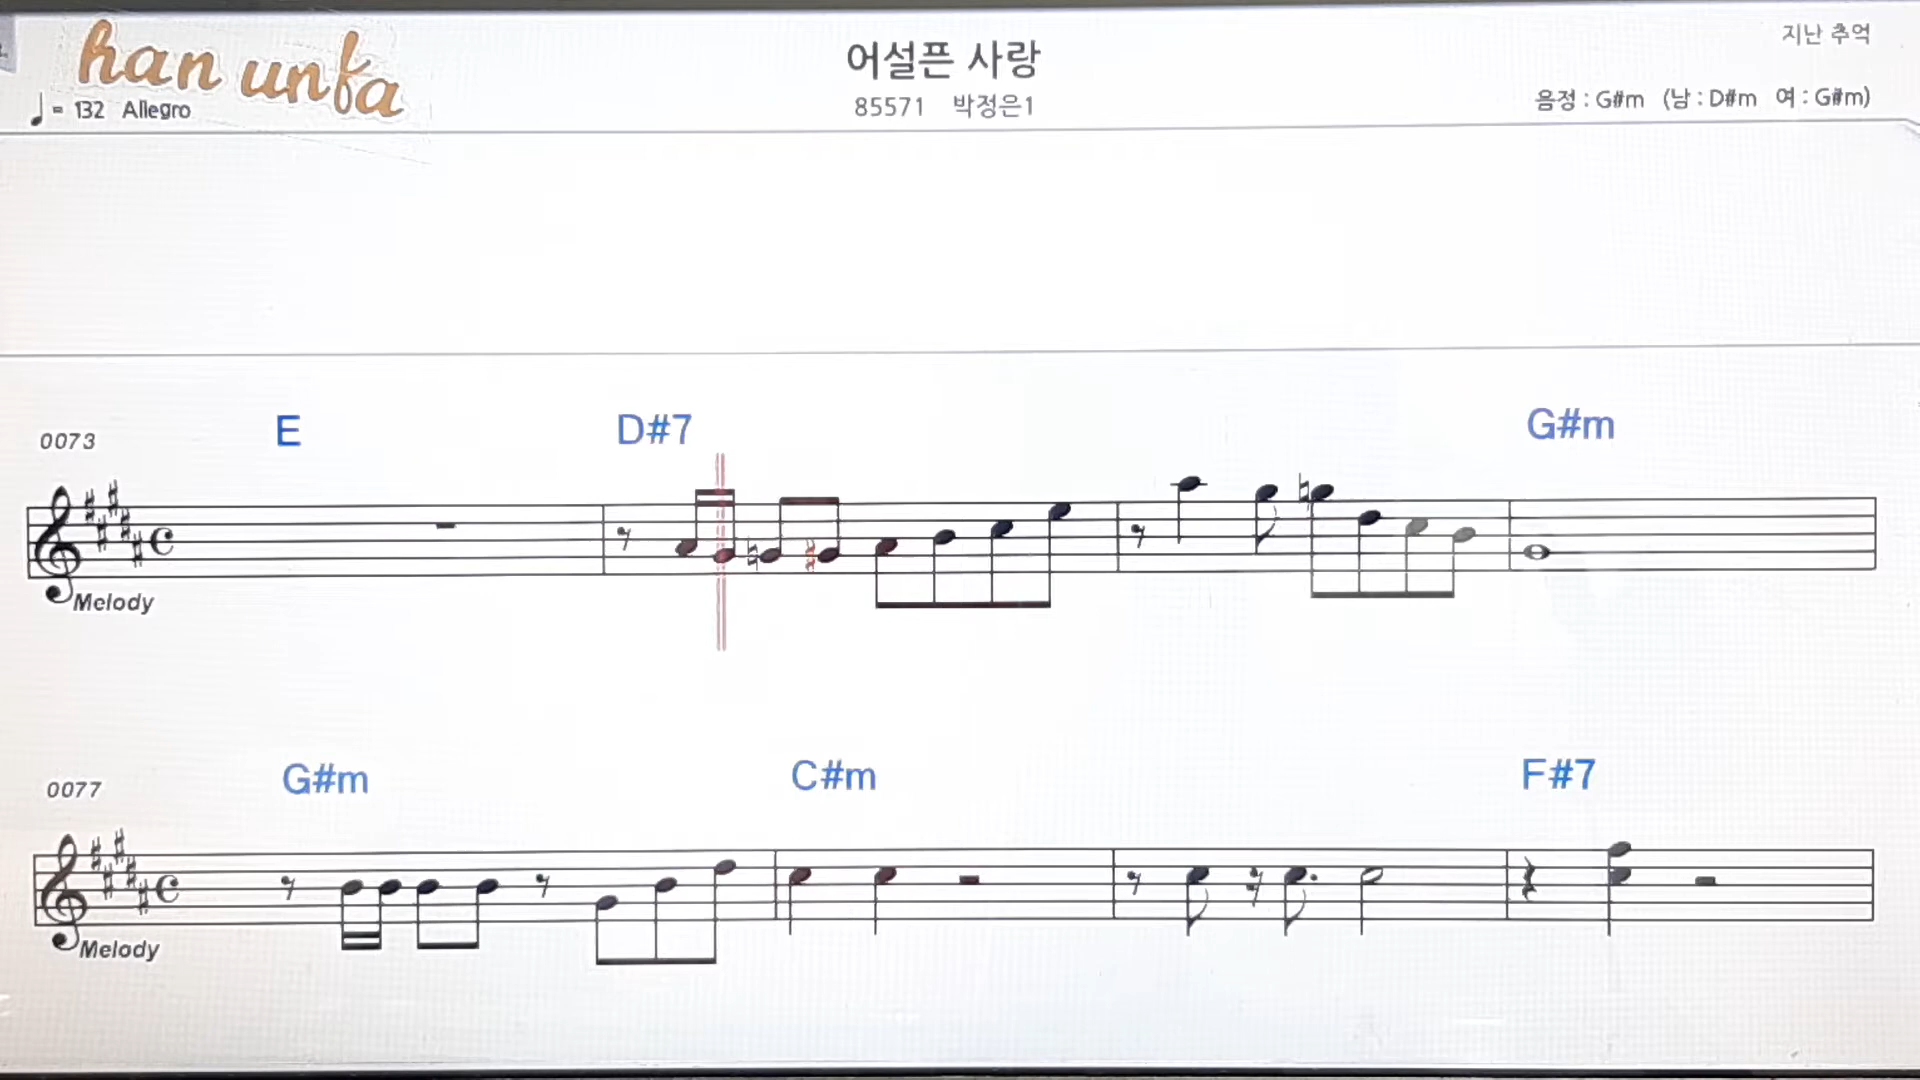 han unfa
어설픈 사랑
지난 추억
♩ = 132 Allegro
85571 박정은1
음정 : G#m (남 : D#m 여 : G#m)
E D#7 G#m
0073
Melody
G#m C#m F#7
0077
Melody